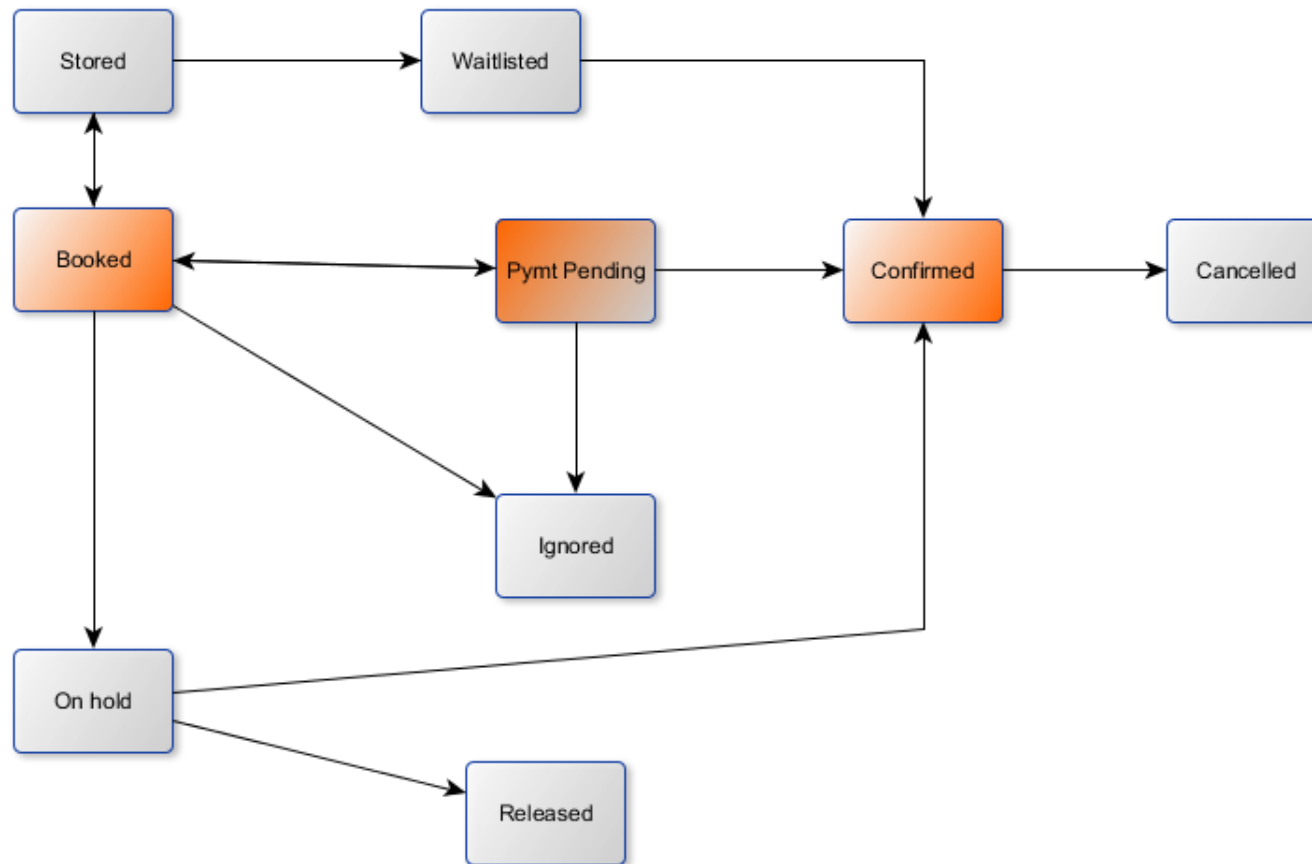 Stored
Waitlisted
Booked
Pymt Pending
Confirmed
Cancelled
Ignored
On hold
Released